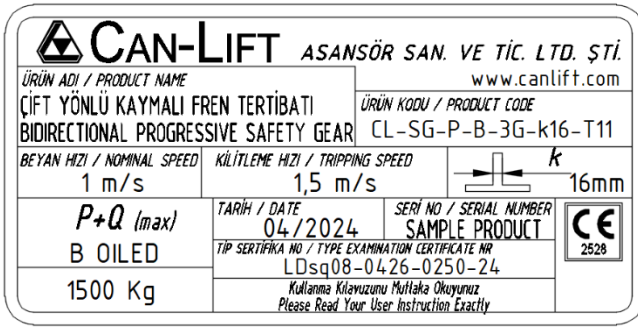 CAN-LIFT ASANSÖR SAN. VE TİC. LTD. ŞTİ.
www.canlift.com
ÜRÜN ADI / PRODUCT NAME
ÇİFT YÖNLÜ KAYMALI FREN TERTİBATI
BIDIRECTIONAL PROGRESSIVE SAFETY GEAR
ÜRÜN KODU / PRODUCT CODE
CL-SG-P-B-3G-k16-T11
BEYAN HIZI / NOMINAL SPEED
1 m/s
KİLİTLEME HIZI / TRIPPING SPEED
1,5 m/s
k
16mm
P+Q (max)
B OILED
1500 Kg
TARİH / DATE
04/2024
SERİ NO / SERIAL NUMBER
SAMPLE PRODUCT
TİP SERTİFİKA NO / TYPE EXAMINATION CERTIFICATE NR
LDsq08-0426-0250-24
Kullanma Kılavuzunu Mutlaka Okuyunuz
Please Read Your User Instruction Exactly
CE
2528